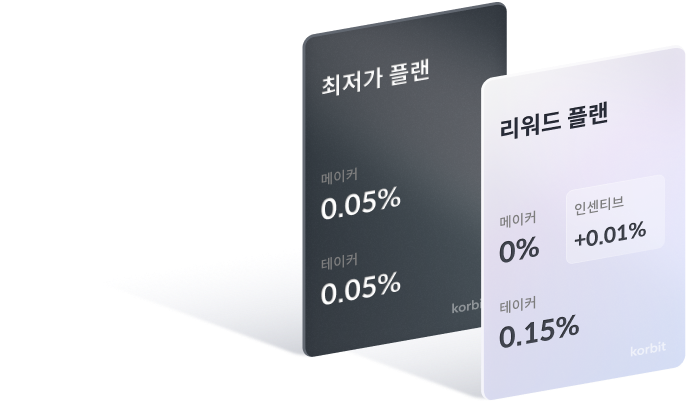 최저가 플랜
메이커
0.05%
테이커
0.05%
리워드 플랜
메이커
0%
인센티브
+0.01%
테이커
0.15%
korbit